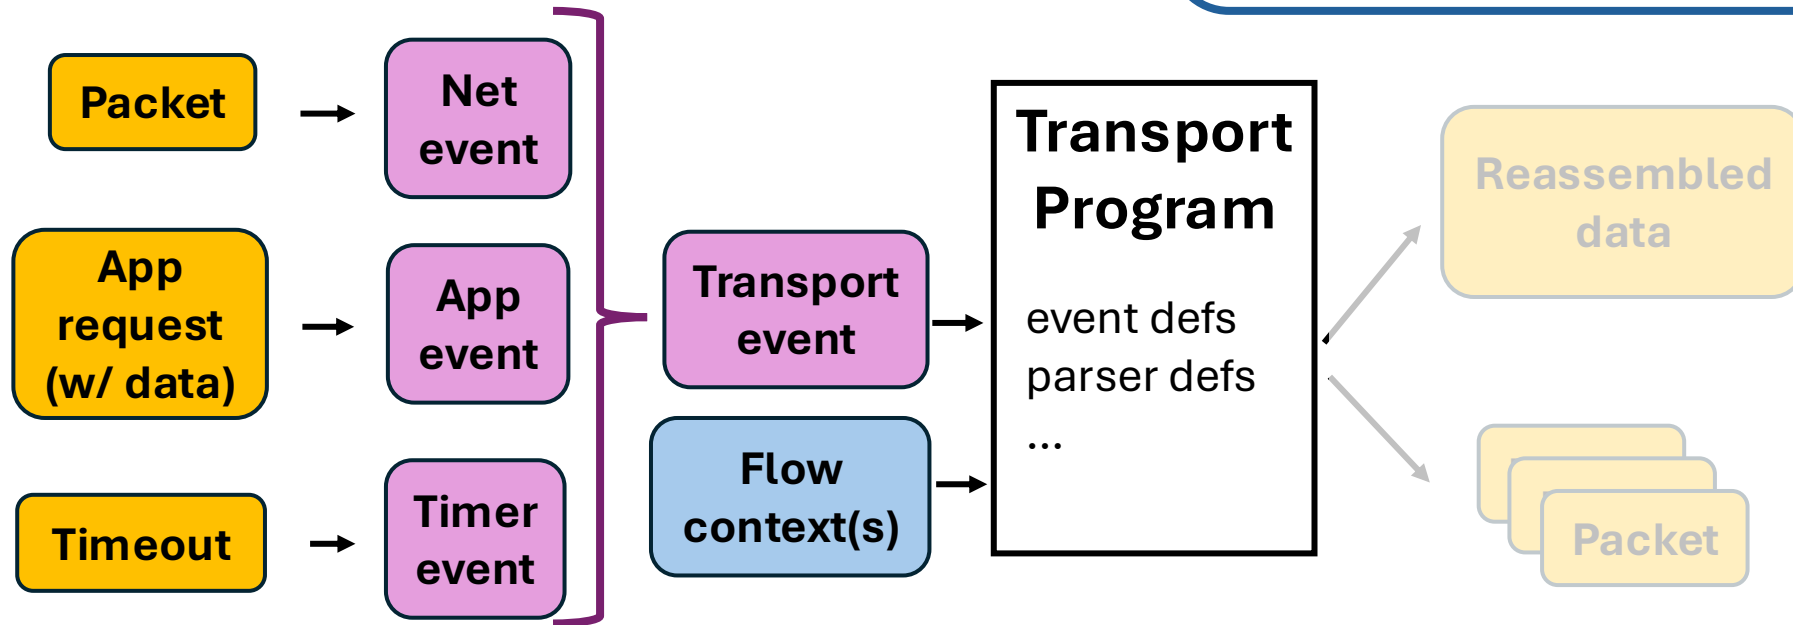 Packet
Net
event
App
request
(w/ data)
App
event
Timeout
Timer
event
Transport
event
Flow
context(s)
Transport
Program
event defs
parser defs
...
Reassembled
data
Packet